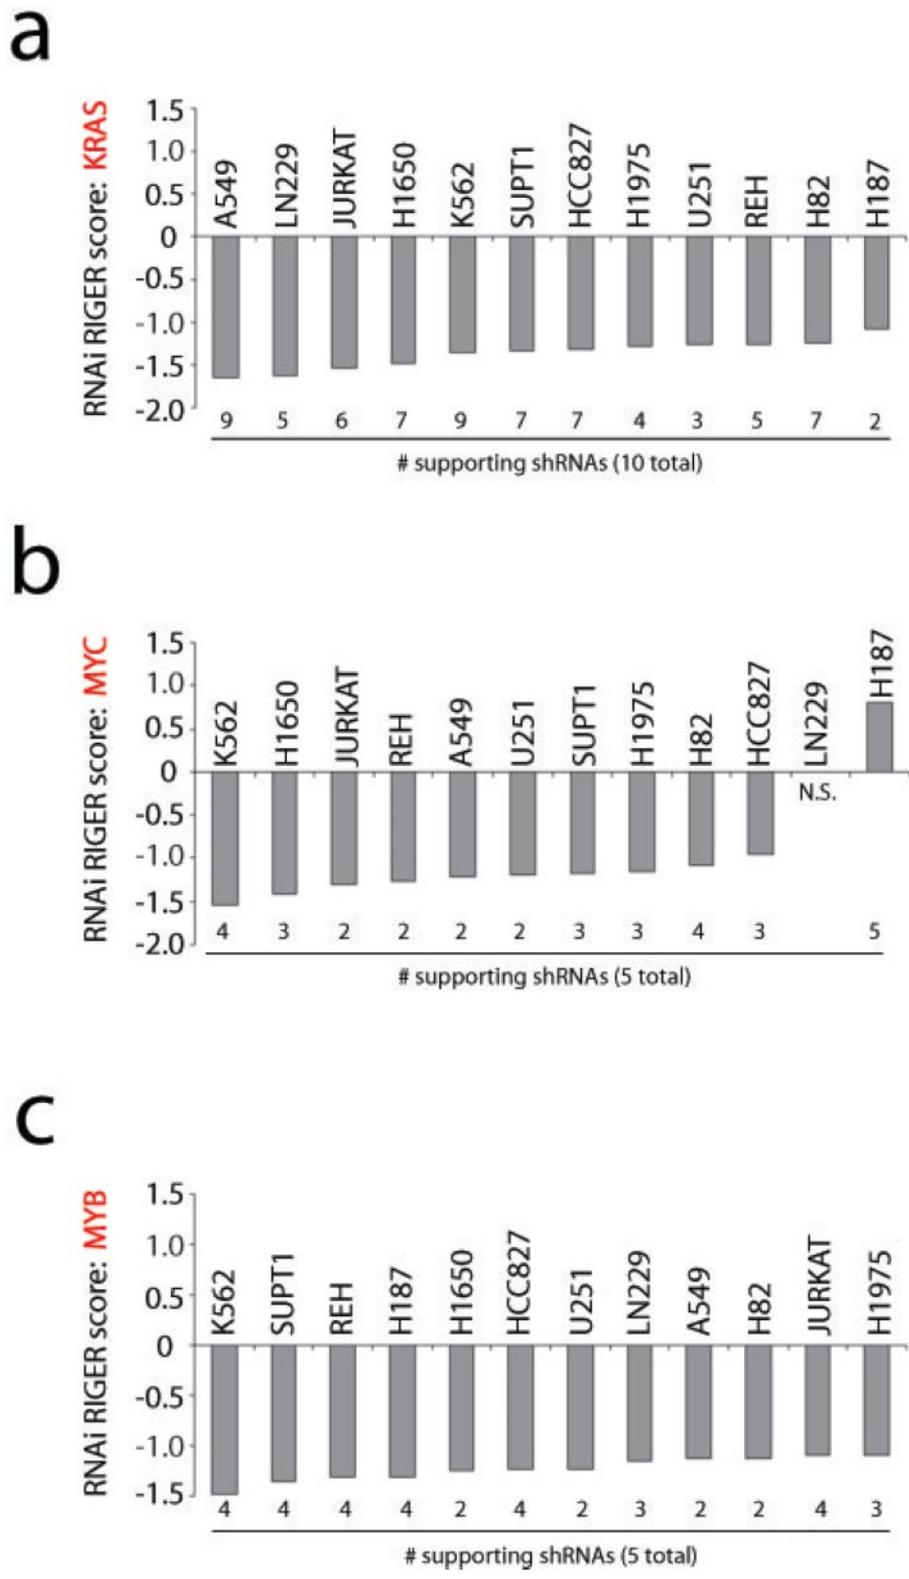 a
RNAi RIGER score: KRAS
1.5
1.0
0.5
0
-0.5
-1.0
-1.5
-2.0
A549 LN229 JURKAT H1650 K562 SUPT1 HCC827 H1975 U251 REH H82 H187
9 5 6 7 9 7 7 4 3 5 7 2
# supporting shRNAs (10 total)
b
RNAi RIGER score: MYC
1.5
1.0
0.5
0
-0.5
-1.0
-1.5
-2.0
K562 H1650 JURKAT REH A549 U251 SUPT1 H1975 H82 HCC827 LN229 H187
N.S.
4 3 2 2 2 2 3 3 4 3 5
# supporting shRNAs (5 total)
c
RNAi RIGER score: MYB
1.5
1.0
0.5
0
-0.5
-1.0
-1.5
K562 SUPT1 REH H187 H1650 HCC827 U251 LN229 A549 H82 JURKAT H1975
4 4 4 4 2 4 2 3 2 2 4 3
# supporting shRNAs (5 total)